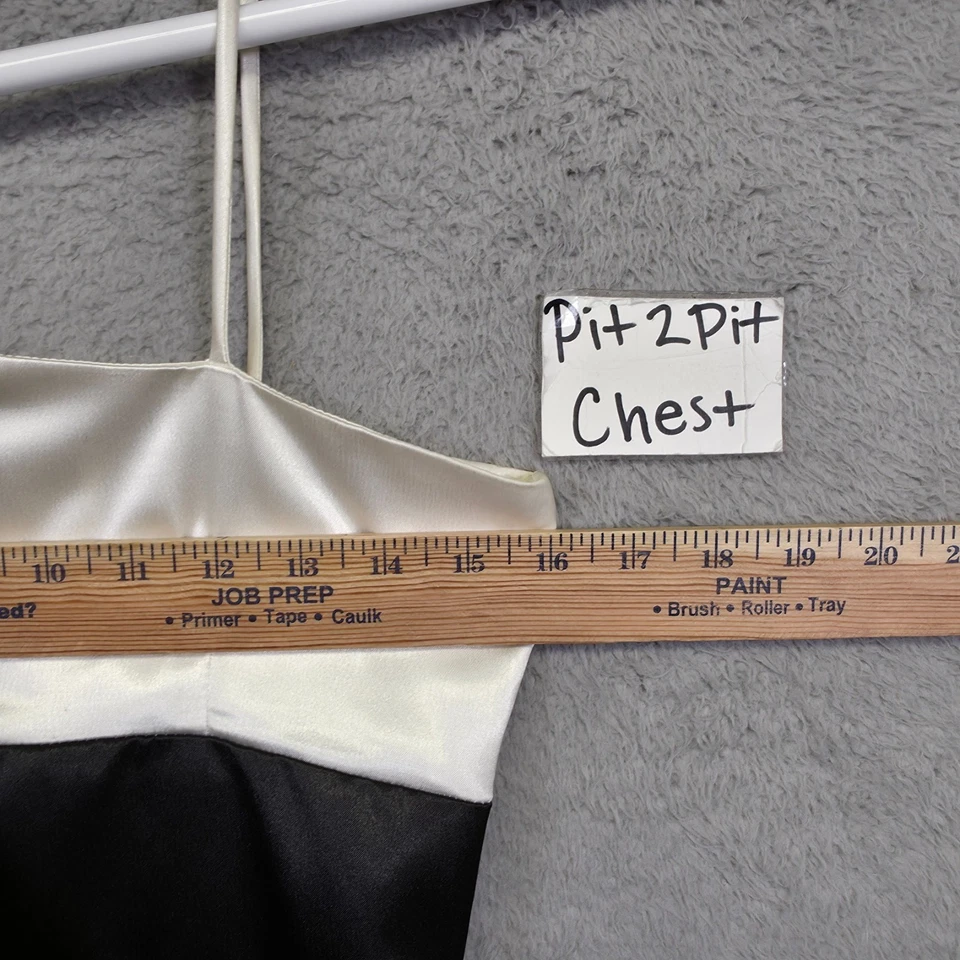 Pit 2 Pit
Chest
10 11 12 13 14 15 16 17 18 19 20 2
ed?
JOB PREP
• Primer • Tape • Caulk
PAINT
• Brush • Roller • Tray